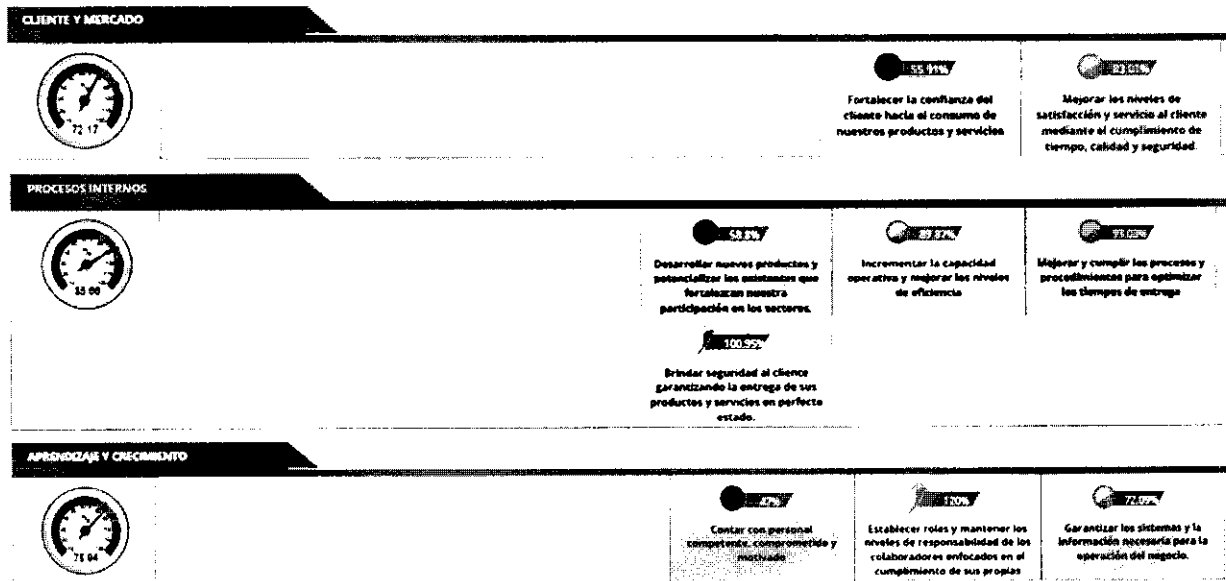 CLIENTE Y MERCADO
72.17
55.91%
Fortalecer la confianza del
cliente hacia el consumo de
nuestros productos y servicios
Mejorar los niveles de
satisfacción y servicio al cliente
mediante el cumplimiento de
tiempo, calidad y seguridad.
PROCESOS INTERNOS
58.8%
Desarrollar nuevos productos y
potencializar los existentes que
fortalezcan nuestra
participación en los sectores.
Incrementar la capacidad
operativa y mejorar los niveles
de eficiencia
Mejorar y cumplir los procesos y
procedimientos para optimizar
los tiempos de entrega
100.95%
Brindar seguridad al cliente
garantizando la entrega de sus
productos y servicios en perfecto
estado.
APRENDIZAJE Y CRECIMIENTO
Contar con personal
competente, comprometido y
motivado
120%
Establecer roles y mantener los
niveles de responsabilidad de los
colaboradores enfocados en el
cumplimiento de sus propias
72.09%
Garantizar los sistemas y la
información necesaria para la
operación del negocio.